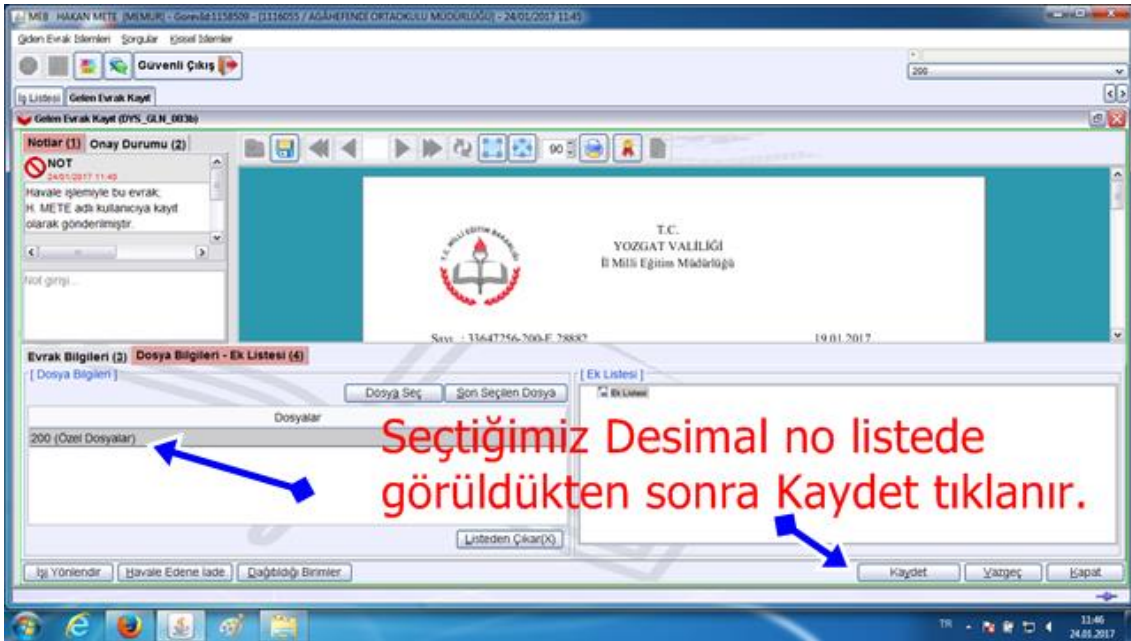 MEB HAKAN METE (MEMUR) - GorevId:1158509 - [1116055 / AGÂHEFENDİ ORTAOKULU MÜDÜRLÜĞÜ] - 24/01/2017 11:45
Giden Evrak İşlemleri Sorgular Kişisel İşlemler
Güvenli Çıkış
200
İş Listesi Gelen Evrak Kayıt
Gelen Evrak Kayıt (DYS_GLN_003b)
Notlar (1) Onay Durumu (2)
90
NOT
24/01/2017 11:40
Havale işlemiyle bu evrak,
H. METE adlı kullanıcıya kayıt
olarak gönderilmiştir.
Not girişi ...
T.C.
YOZGAT VALİLİĞİ
İl Milli Eğitim Müdürlüğü
Sayı : 33647256-200-E.28882 19.01.2017
Evrak Bilgileri (3) Dosya Bilgileri - Ek Listesi (4)
[ Dosya Bilgileri ]
[ Ek Listesi ]
Dosya Seç Son Seçilen Dosya
Ek Listesi
Dosyalar
200 (Özel Dosyalar)
Seçtiğimiz Desimal no listede
görüldükten sonra Kaydet tıklanır.
Listeden Çıkar(X)
İşi Yönlendir Havale Edene İade Dağıtıldığı Birimler
Kaydet Vazgeç Kapat
TR
11:46
24.01.2017